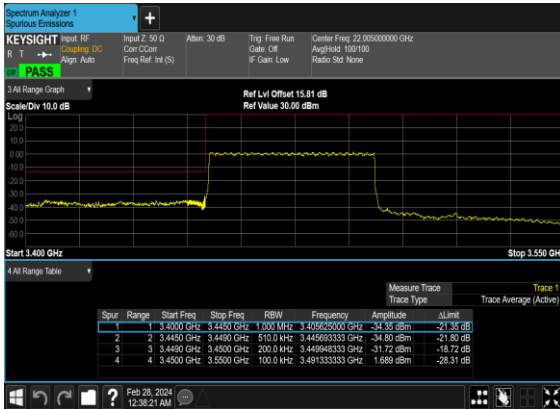 Spectrum Analyzer 1
Spurious Emissions
+
KEYSIGHT
R T
LXI PASS
Input: RF
Coupling: DC
Align: Auto
Input Z: 50 Ω
Corr CCorr
Freq Ref: Int (S)
Atten: 30 dB
Trig: Free Run
Gate: Off
IF Gain: Low
Center Freq: 22.005000000 GHz
Avg|Hold: 100/100
Radio Std: None
3 All Range Graph
Scale/Div 10.0 dB
Ref Lvl Offset 15.81 dB
Ref Value 30.00 dBm
Log
20.0
10.0
0.00
-10.0
-20.0
-30.0
-40.0
-50.0
-60.0
Start 3.400 GHz
Stop 3.550 GH
4 All Range Table
Measure Trace Trace 1
Trace Type Trace Average (Active)
Spur Range Start Freq Stop Freq RBW Frequency Amplitude ΔLimit
1 1 3.4000 GHz 3.4450 GHz 1.000 MHz 3.405625000 GHz -34.35 dBm -21.35 dB
2 2 3.4450 GHz 3.4490 GHz 510.0 kHz 3.445693333 GHz -34.80 dBm -21.80 dB
3 3 3.4490 GHz 3.4500 GHz 200.0 kHz 3.449948333 GHz -31.72 dBm -18.72 dB
4 4 3.4500 GHz 3.5500 GHz 100.0 kHz 3.491333333 GHz 1.689 dBm -28.31 dB
?
Feb 28, 2024
12:38:21 AM